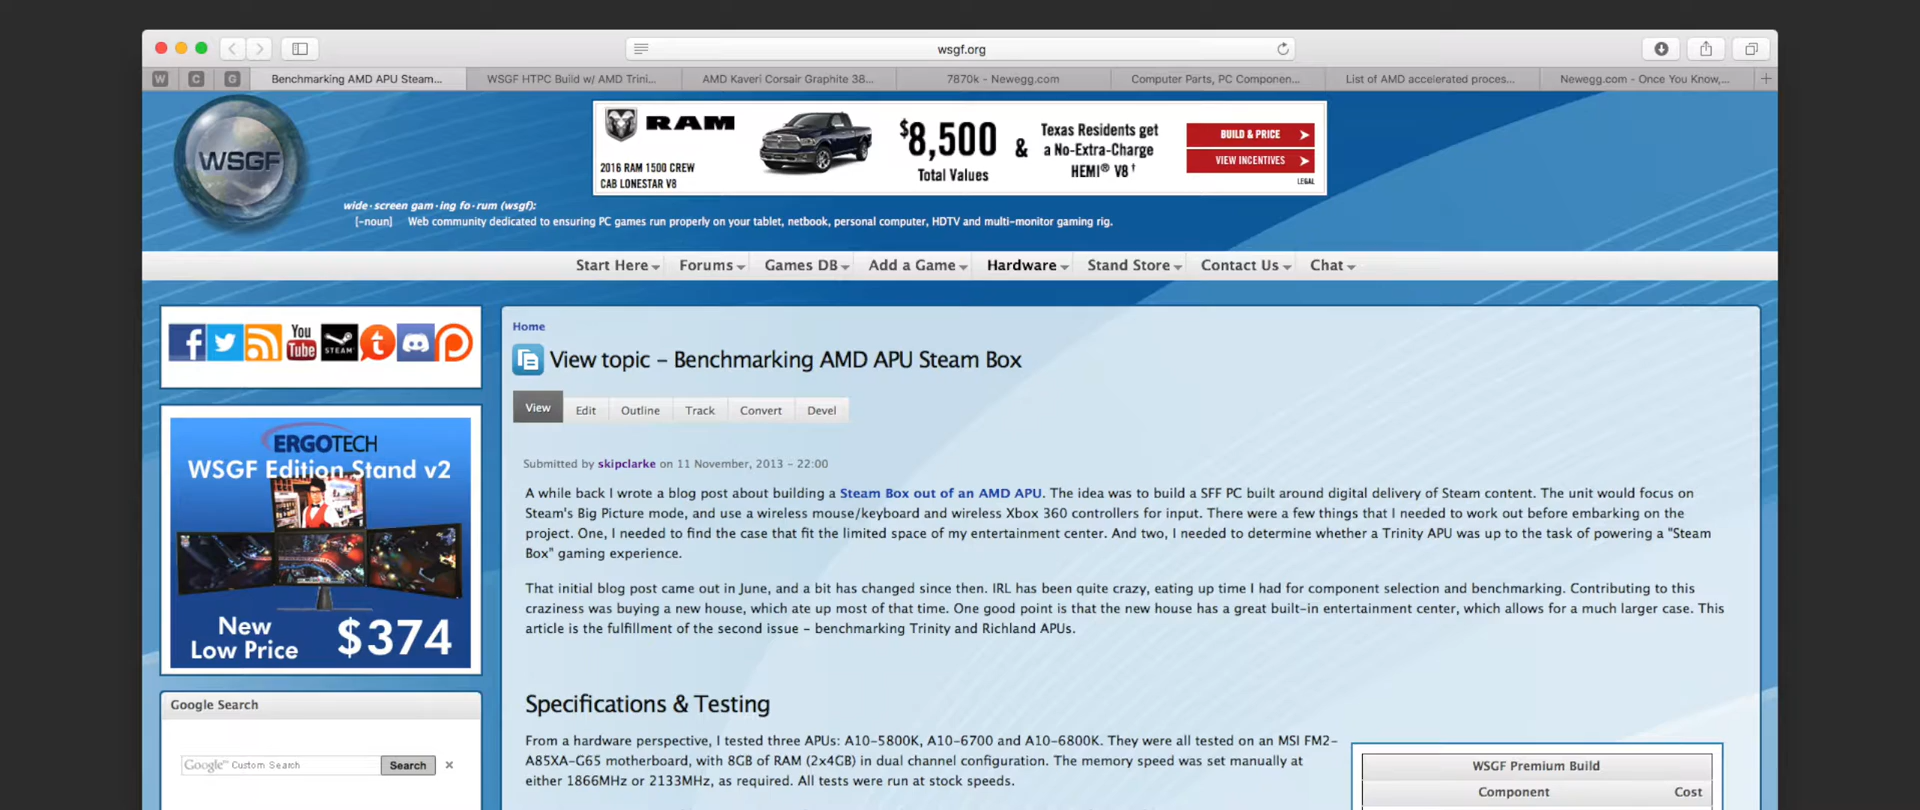 wsgf.org
W C G Benchmarking AMD APU Steam... WSGF HTPC Build w/ AMD Trini... AMD Kaveri Corsair Graphite 38... 7870k - Newegg.com Computer Parts, PC Componen... List of AMD accelerated proces... Newegg.com - Once You Know,...
WSGF
RAM
2016 RAM 1500 CREW
CAB LONESTAR V8
$8,500
Total Values
&
Texas Residents get
a No-Extra-Charge
HEMI® V8 †
BUILD & PRICE
VIEW INCENTIVES
LEGAL
wide·screen gam·ing fo·rum (wsgf):
[-noun] Web community dedicated to ensuring PC games run properly on your tablet, netbook, personal computer, HDTV and multi-monitor gaming rig.
Start Here Forums Games DB Add a Game Hardware Stand Store Contact Us Chat
You
Tube
STEAM
ERGOTECH
WSGF Edition Stand v2
New
Low Price
$374
Google Search
Google™ Custom Search
Search ×
Home
View topic - Benchmarking AMD APU Steam Box
View Edit Outline Track Convert Devel
Submitted by skipclarke on 11 November, 2013 - 22:00
A while back I wrote a blog post about building a Steam Box out of an AMD APU. The idea was to build a SFF PC built around digital delivery of Steam content. The unit would focus on
Steam's Big Picture mode, and use a wireless mouse/keyboard and wireless Xbox 360 controllers for input. There were a few things that I needed to work out before embarking on the
project. One, I needed to find the case that fit the limited space of my entertainment center. And two, I needed to determine whether a Trinity APU was up to the task of powering a "Steam
Box" gaming experience.
That initial blog post came out in June, and a bit has changed since then. IRL has been quite crazy, eating up time I had for component selection and benchmarking. Contributing to this
craziness was buying a new house, which ate up most of that time. One good point is that the new house has a great built-in entertainment center, which allows for a much larger case. This
article is the fulfillment of the second issue - benchmarking Trinity and Richland APUs.
Specifications & Testing
From a hardware perspective, I tested three APUs: A10-5800K, A10-6700 and A10-6800K. They were all tested on an MSI FM2-
A85XA-G65 motherboard, with 8GB of RAM (2x4GB) in dual channel configuration. The memory speed was set manually at
either 1866MHz or 2133MHz, as required. All tests were run at stock speeds.
WSGF Premium Build
Component Cost